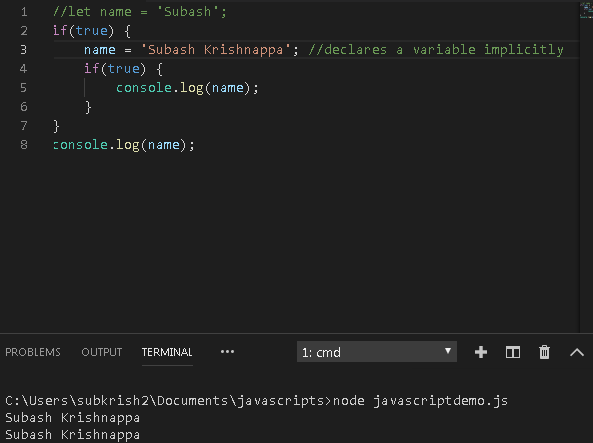 1 //let name = 'Subash';
2 if(true) {
3 name = 'Subash Krishnappa'; //declares a variable implicitly
4 if(true) {
5 console.log(name);
6 }
7 }
8 console.log(name);
PROBLEMS OUTPUT TERMINAL ••• 1: cmd
C:\Users\subkrish2\Documents\javascripts>node javascriptdemo.js
Subash Krishnappa
Subash Krishnappa